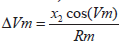 ΔVm = x₂ cos(Vm) / Rm